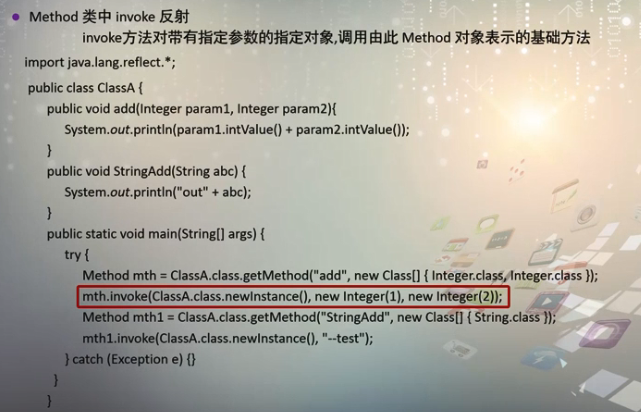 Method 类中 invoke 反射
invoke方法对带有指定参数的指定对象,调用由此 Method 对象表示的基础方法
import java.lang.reflect.*;
public class ClassA {
public void add(Integer param1, Integer param2){
System.out.println(param1.intValue() + param2.intValue());
}
public void StringAdd(String abc) {
System.out.println("out" + abc);
}
public static void main(String[] args) {
try {
Method mth = ClassA.class.getMethod("add", new Class[] { Integer.class, Integer.class });
mth.invoke(ClassA.class.newInstance(), new Integer(1), new Integer(2));
Method mth1 = ClassA.class.getMethod("StringAdd", new Class[] { String.class });
mth1.invoke(ClassA.class.newInstance(), "--test");
} catch (Exception e) {}
}
}